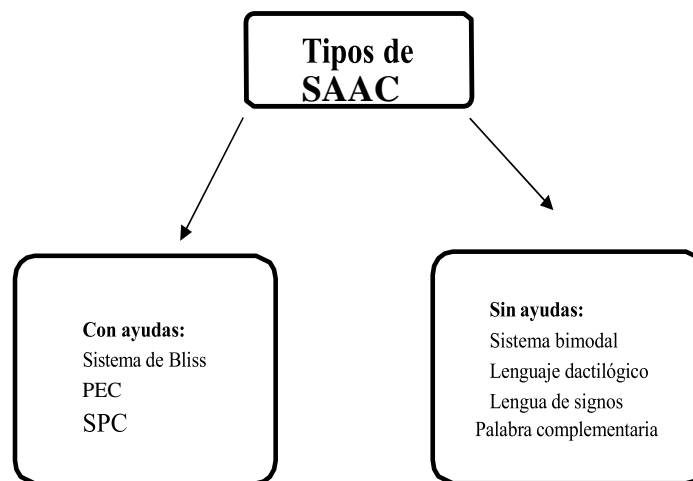 Tipos de
SAAC
Con ayudas:
Sistema de Bliss
PEC
SPC
Sin ayudas:
Sistema bimodal
Lenguaje dactilógico
Lengua de signos
Palabra complementaria